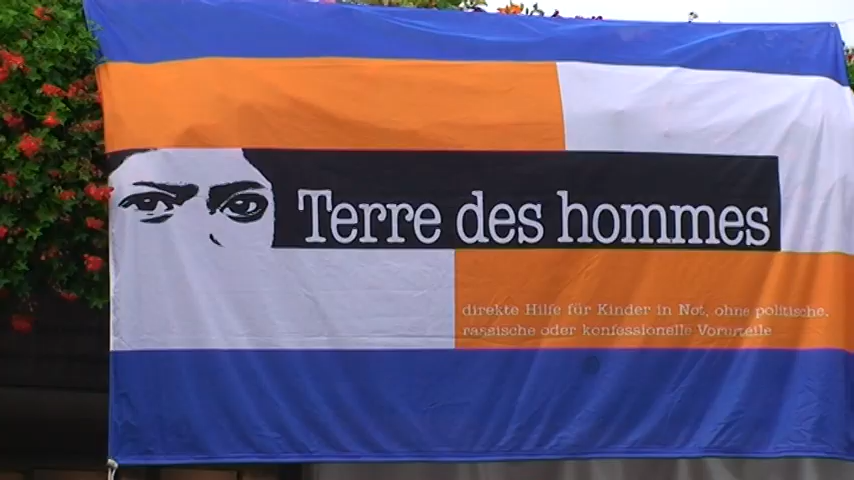 Terre des hommes
direkte Hilfe für Kinder in Not, ohne politische,
rassische oder konfessionelle Vorurteile